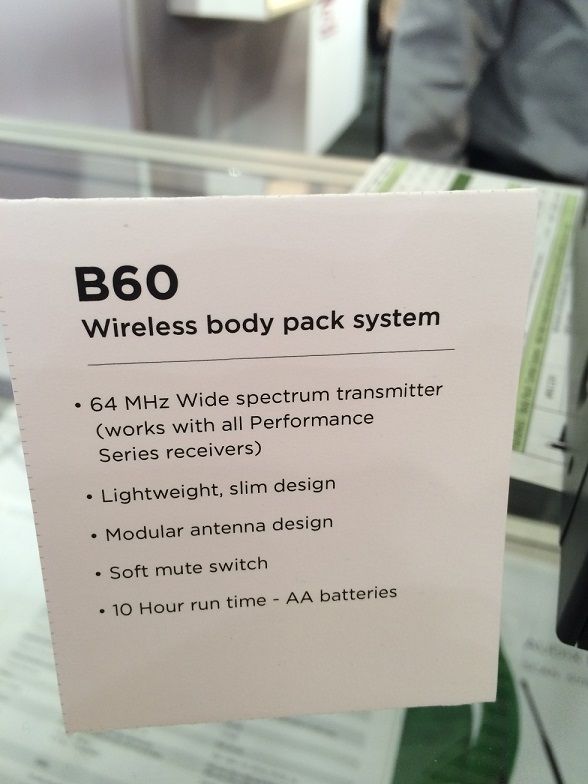 B60
Wireless body pack system
• 64 MHz Wide spectrum transmitter
(works with all Performance
Series receivers)
• Lightweight, slim design
• Modular antenna design
• Soft mute switch
• 10 Hour run time - AA batteries